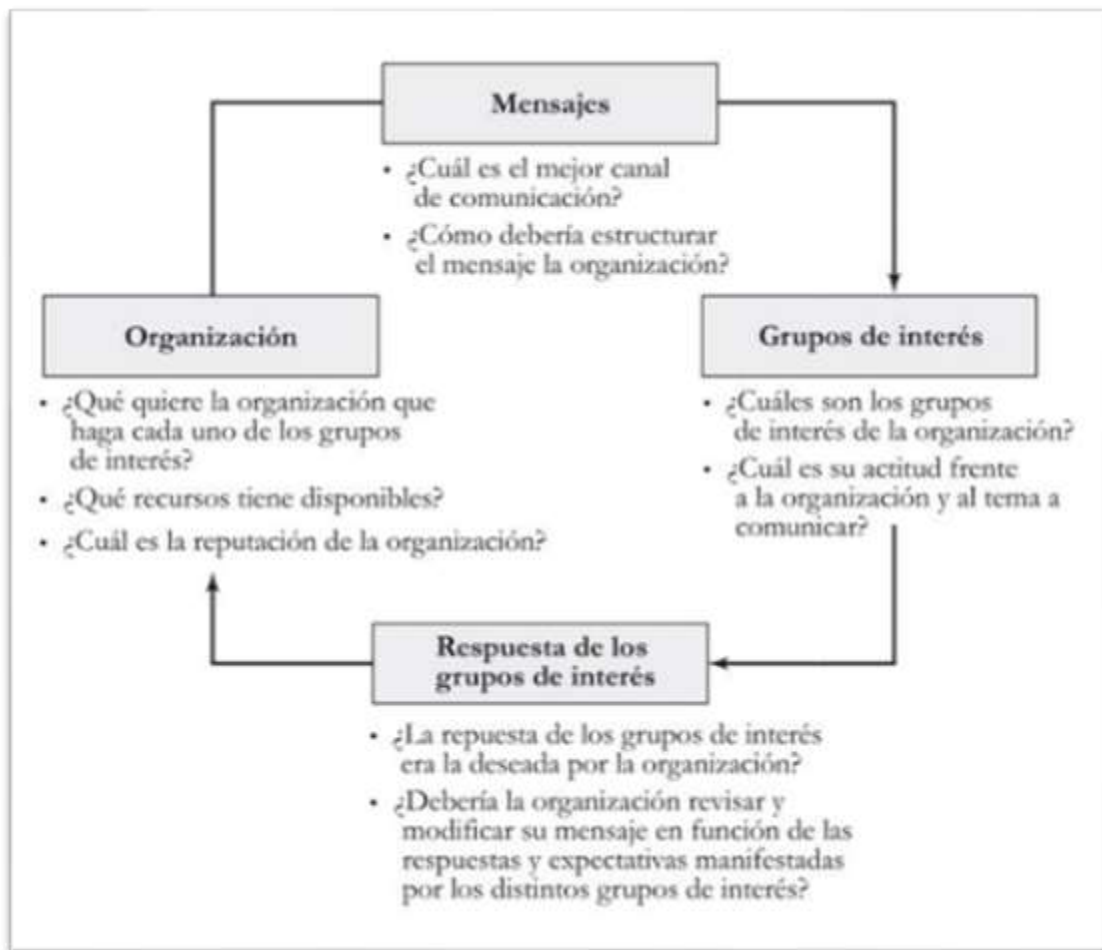 Mensajes
• ¿Cuál es el mejor canal
de comunicación?
• ¿Cómo debería estructurar
el mensaje la organización?
Organización
• ¿Qué quiere la organización que
haga cada uno de los grupos
de interés?
• ¿Qué recursos tiene disponibles?
• ¿Cuál es la reputación de la organización?
Grupos de interés
• ¿Cuáles son los grupos
de interés de la organización?
• ¿Cuál es su actitud frente
a la organización y al tema a
comunicar?
Respuesta de los
grupos de interés
• ¿La repuesta de los grupos de interés
era la deseada por la organización?
• ¿Debería la organización revisar y
modificar su mensaje en función de las
respuestas y expectativas manifestadas
por los distintos grupos de interés?